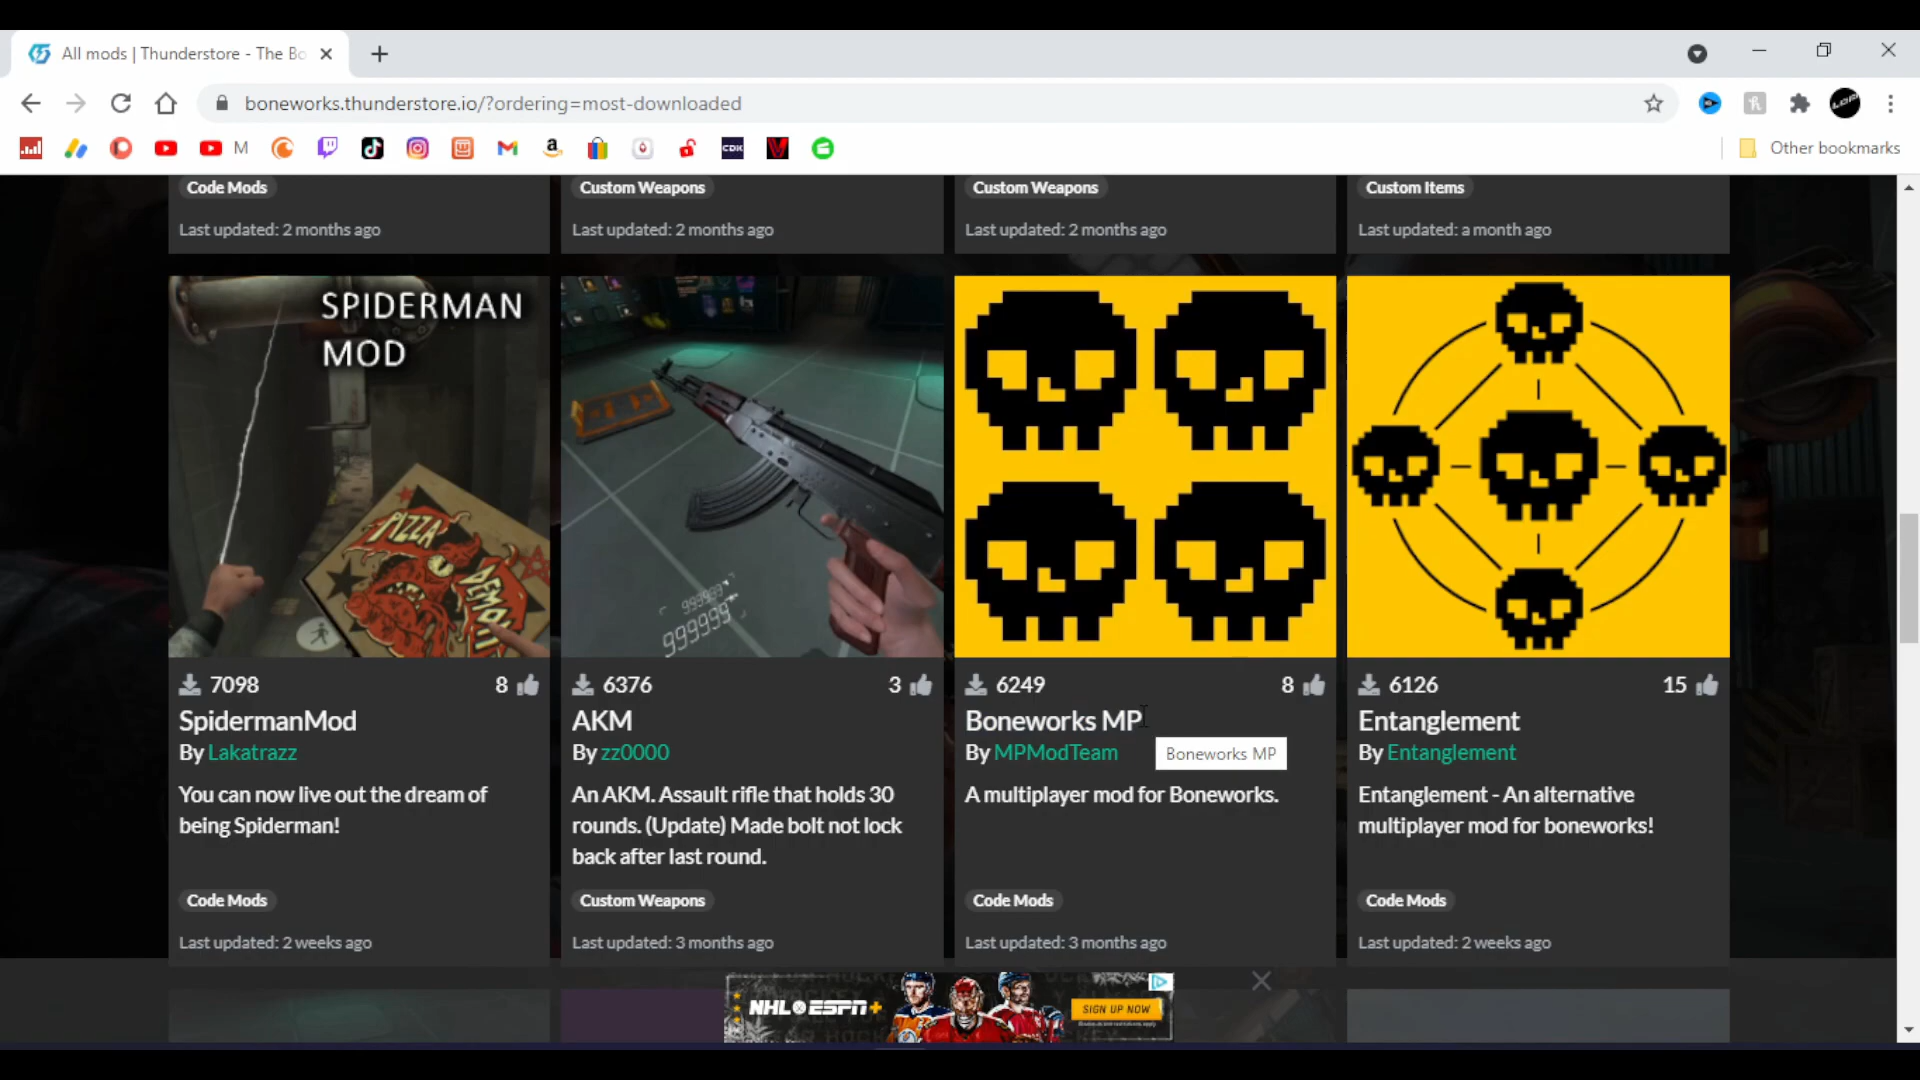 All mods | Thunderstore - The Bo
boneworks.thunderstore.io/?ordering=most-downloaded
M
CDK
Other bookmarks
Code Mods
Custom Weapons
Custom Weapons
Custom Items
Last updated: 2 months ago
Last updated: 2 months ago
Last updated: 2 months ago
Last updated: a month ago
SPIDERMAN
MOD
PIZZA
999999
999999
7098
8
6376
3
6249
8
6126
15
SpidermanMod
AKM
Boneworks MP
Entanglement
By Lakatrazz
By zz0000
By MPModTeam
Boneworks MP
By Entanglement
You can now live out the dream of
being Spiderman!
An AKM. Assault rifle that holds 30
rounds. (Update) Made bolt not lock
back after last round.
A multiplayer mod for Boneworks.
Entanglement - An alternative
multiplayer mod for boneworks!
Code Mods
Custom Weapons
Code Mods
Code Mods
Last updated: 2 weeks ago
Last updated: 3 months ago
Last updated: 3 months ago
Last updated: 2 weeks ago
NHL ESPN+
SIGN UP NOW